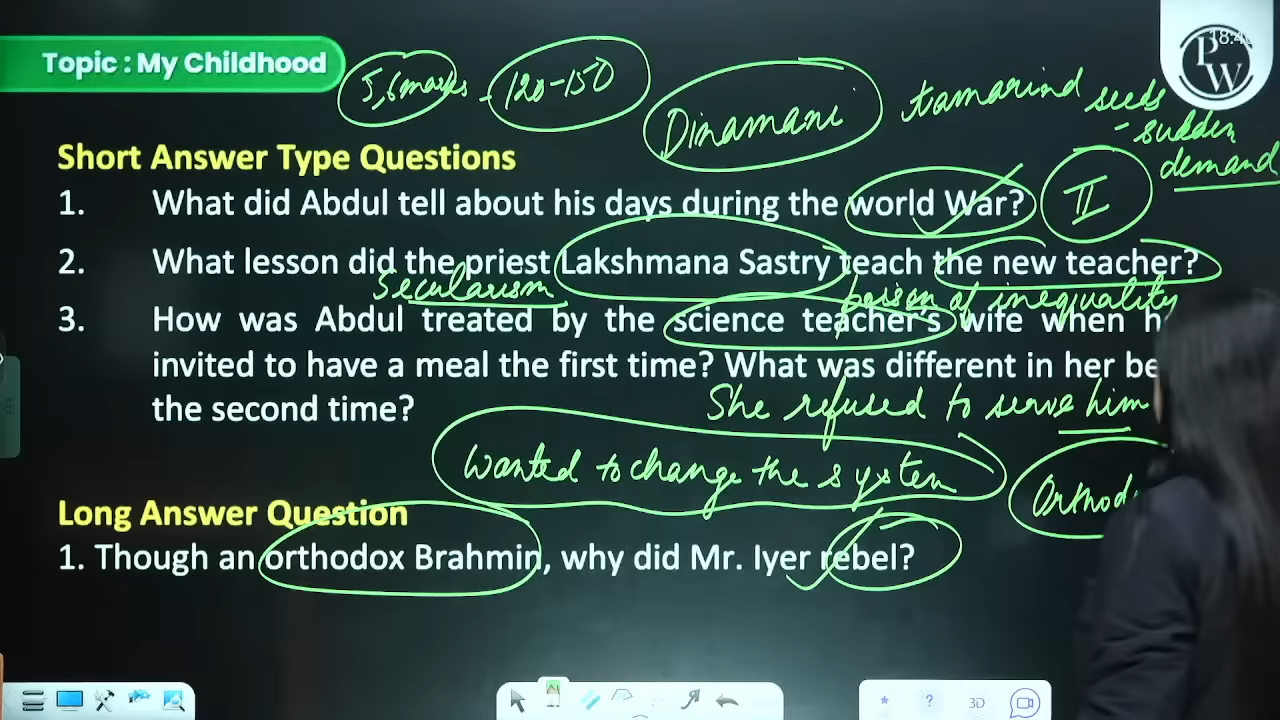 Topic : My Childhood
5,6 marks - 120-150
Dinamani
tamarind seeds
- sudden
demand
PW
Short Answer Type Questions
1. What did Abdul tell about his days during the world War?
II
2. What lesson did the priest Lakshmana Sastry teach the new teacher?
Secularism
poison of inequality
3. How was Abdul treated by the science teacher's wife when
invited to have a meal the first time? What was different in her
the second time?
She refused to serve him
Wanted to change the system
Long Answer Question
1. Though an orthodox Brahmin, why did Mr. Iyer rebel?
3D